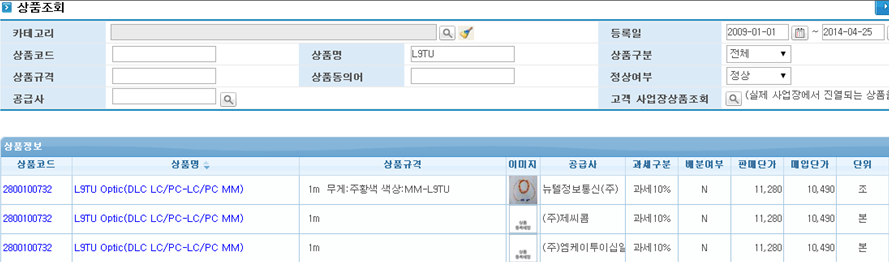 상품조회
카테고리 등록일 2009-01-01 ~ 2014-04-25
상품코드 상품명 L9TU 상품구분 전체
상품규격 상품동의어 정상여부 정상
공급사 고객 사업장상품조회 (실제 사업장에서 진열되는 상품을
상품정보
상품코드 상품명 상품규격 이미지 공급사 과세구분 배분여부 판매단가 매입단가 단위
2800100732 L9TU Optic(DLC LC/PC-LC/PC MM) 1m 무게:주황색 색상:MM-L9TU 뉴텔정보통신(주) 과세10% N 11,280 10,490 조
2800100732 L9TU Optic(DLC LC/PC-LC/PC MM) 1m (주)제씨콤 과세10% N 11,280 10,490 본
2800100732 L9TU Optic(DLC LC/PC-LC/PC MM) 1m (주)엠케이투이십일 과세10% N 11,280 10,490 본